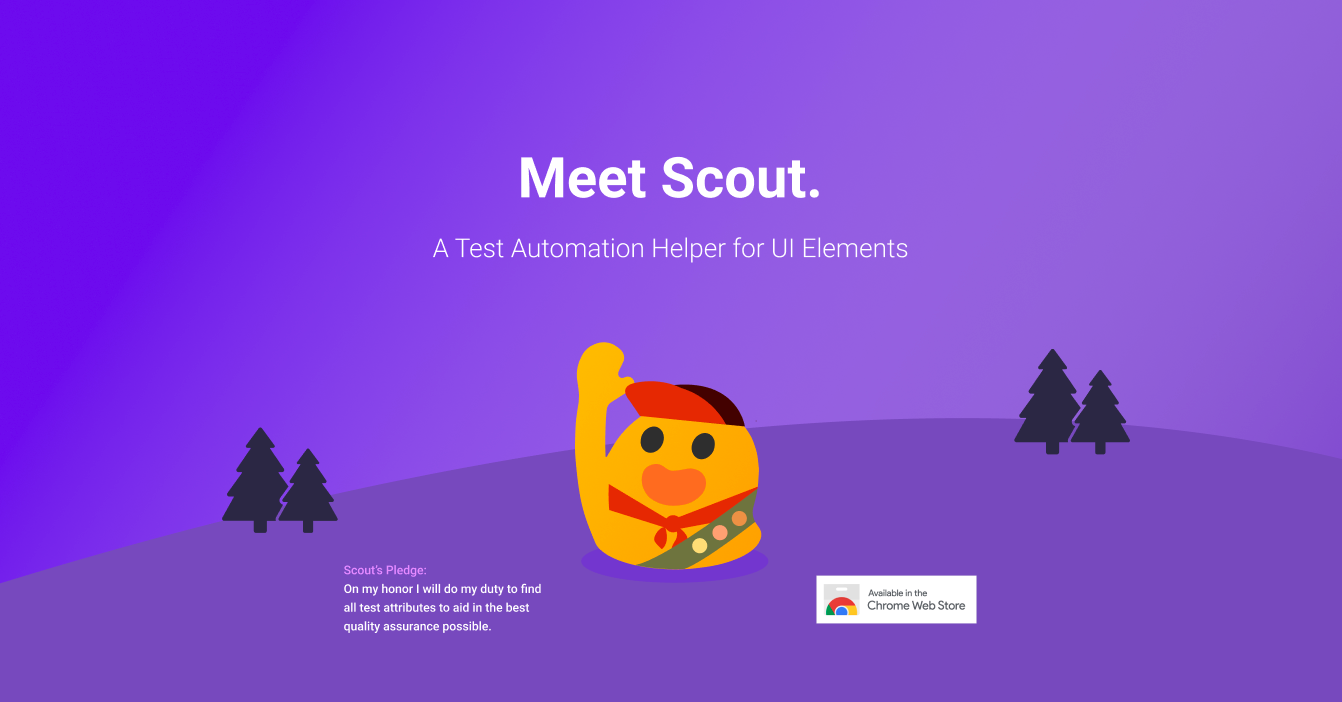 Meet Scout.
A Test Automation Helper for UI Elements
Scout's Pledge:
On my honor I will do my duty to find
all test attributes to aid in the best
quality assurance possible.
Available in the
Chrome Web Store